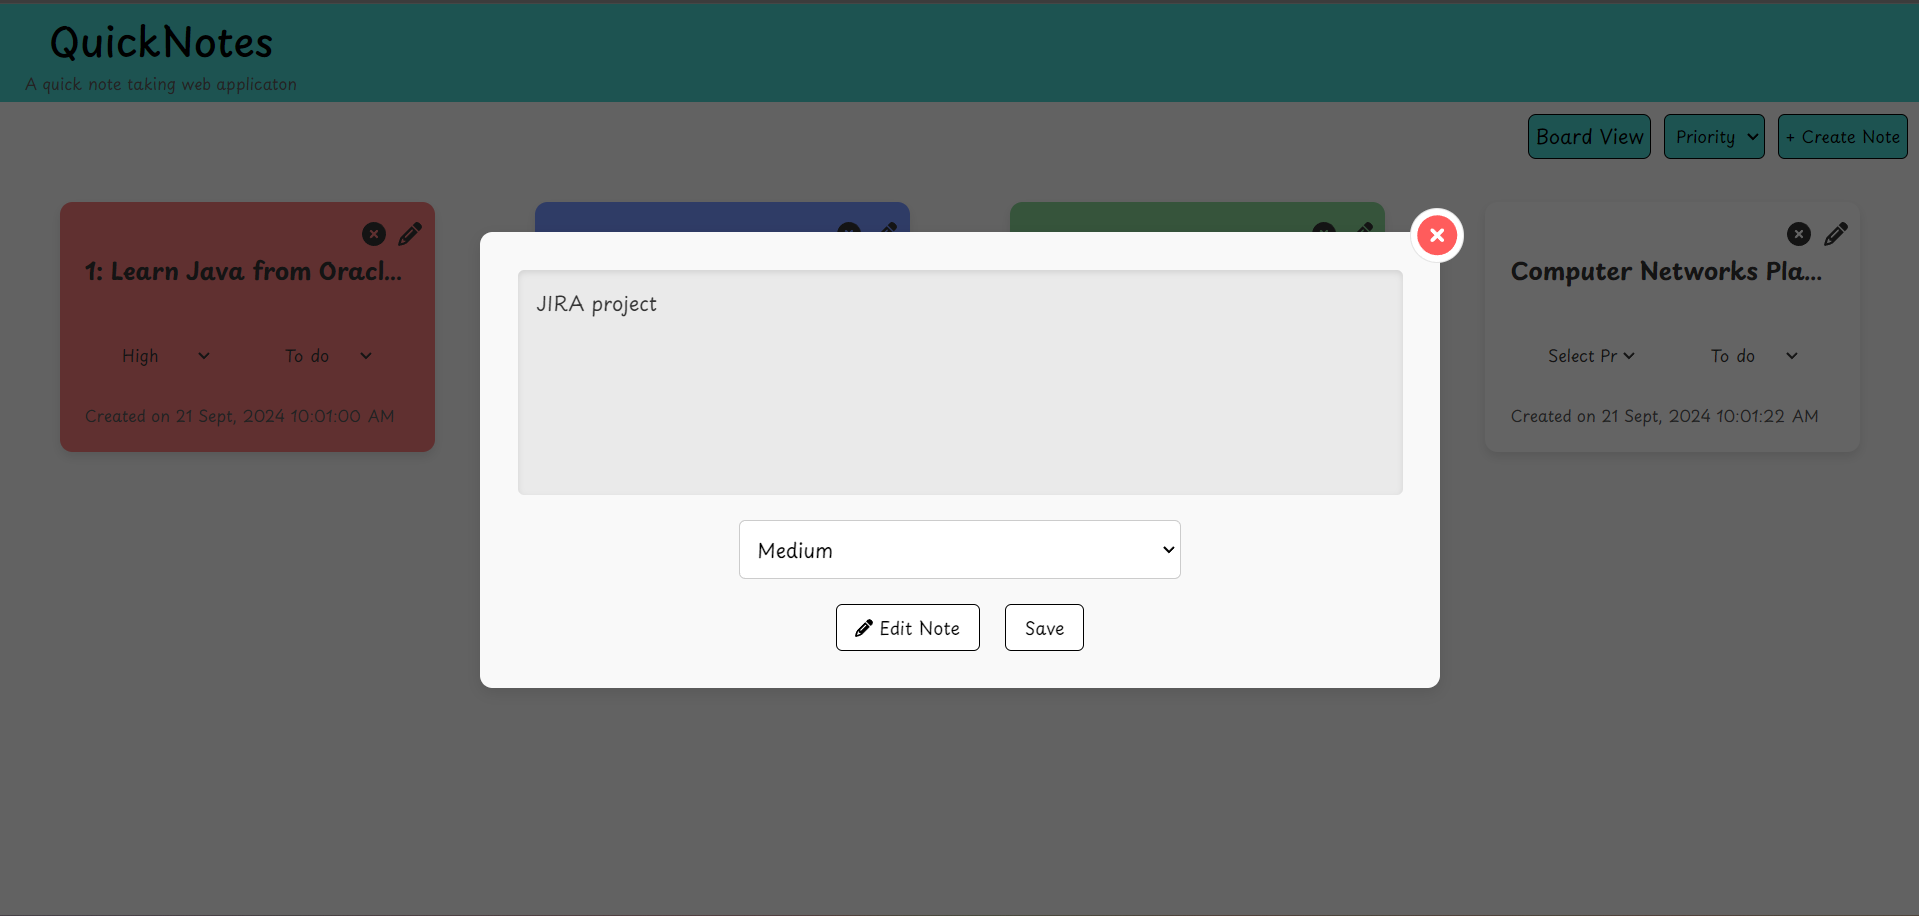 QuickNotes
A quick note taking web applicaton
Board View
Priority
+ Create Note
1: Learn Java from Oracl...
High
To do
Created on 21 Sept, 2024 10:01:00 AM
JIRA project
Medium
Edit Note
Save
Computer Networks Pla...
Select Pr
To do
Created on 21 Sept, 2024 10:01:22 AM